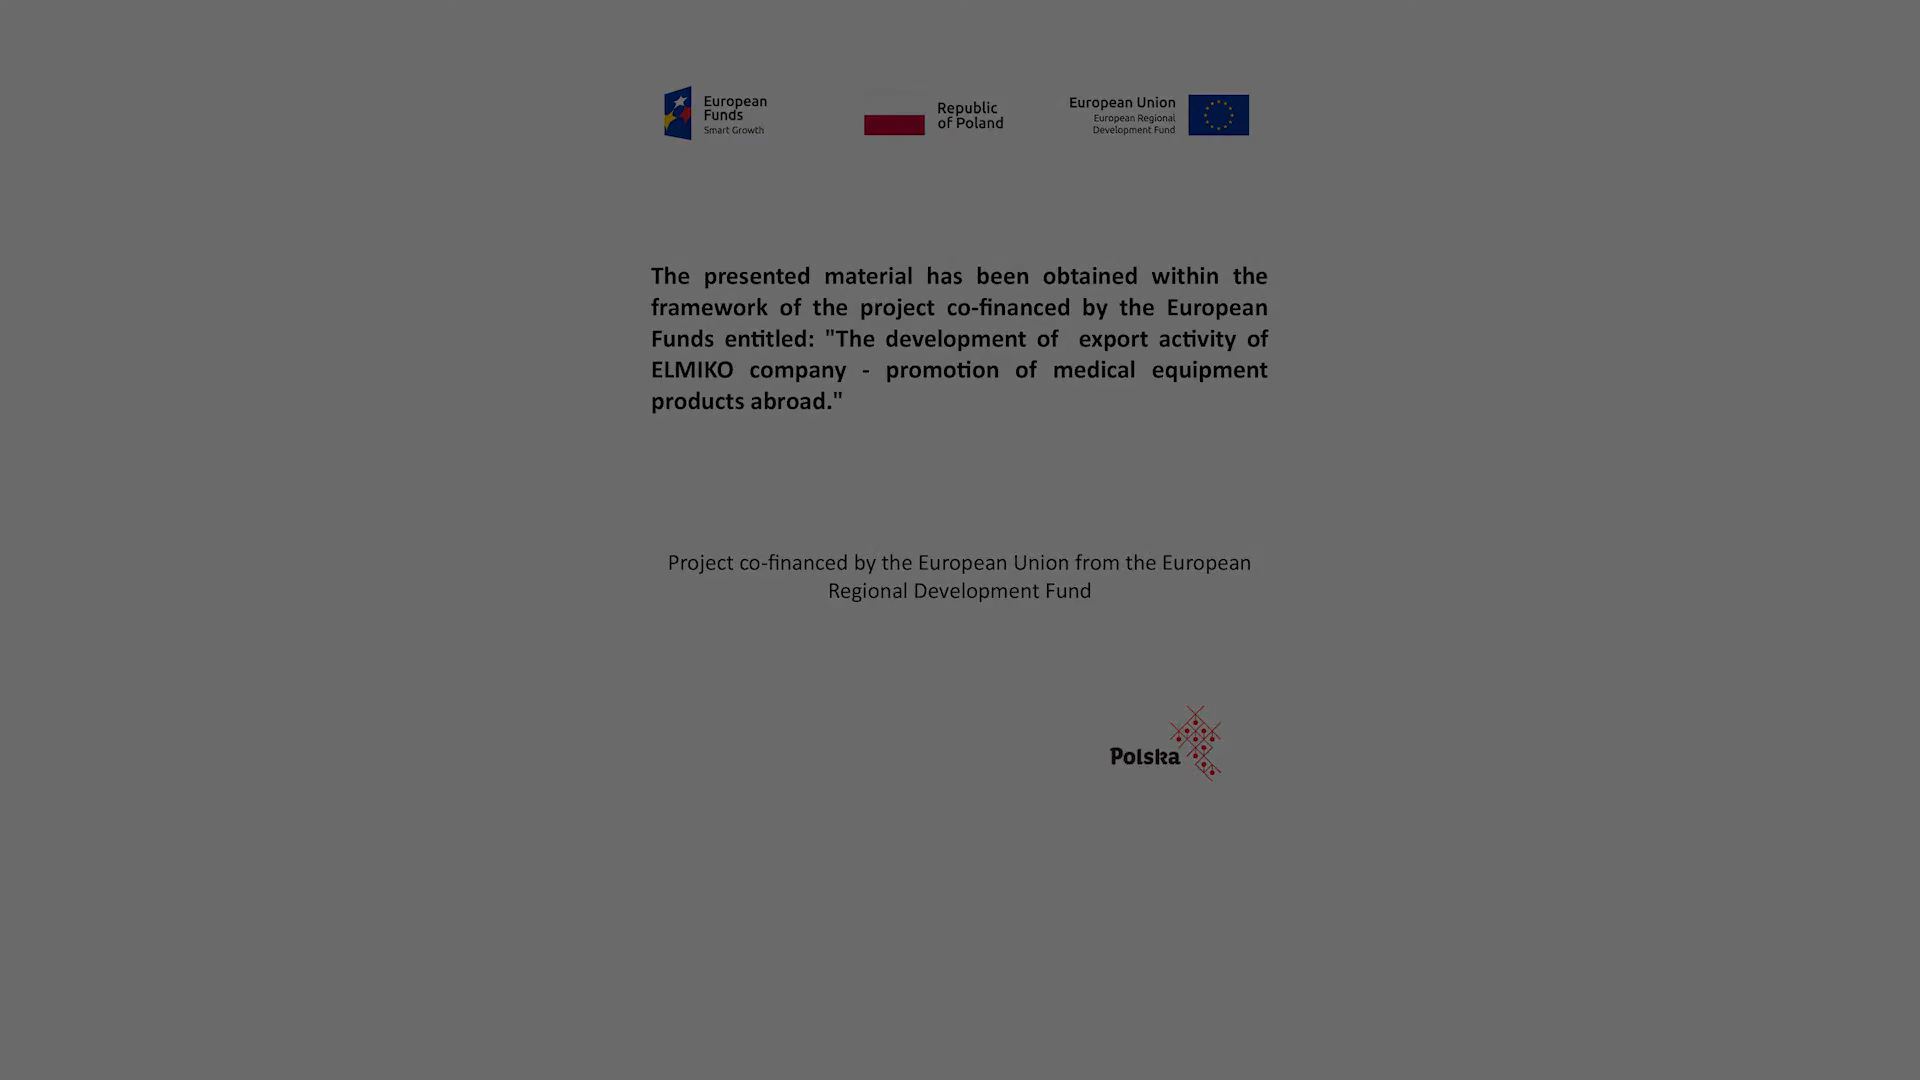 European
Funds
Smart Growth
Republic
of Poland
European Union
European Regional
Development Fund
The presented material has been obtained within the
framework of the project co-financed by the European
Funds entitled: "The development of export activity of
ELMIKO company - promotion of medical equipment
products abroad."
Project co-financed by the European Union from the European
Regional Development Fund
Polska